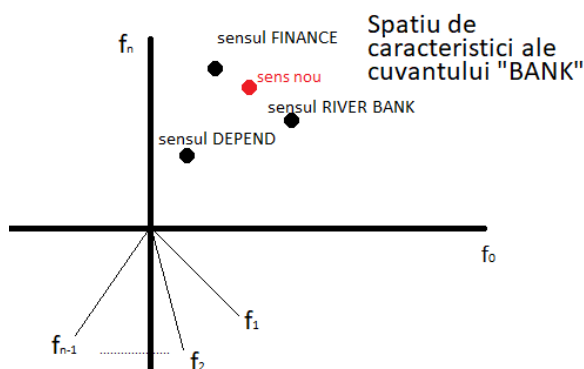 Spatiu de
caracteristici ale
cuvantului "BANK"
fn
sensul FINANCE
sens nou
sensul RIVER BANK
sensul DEPEND
f0
f1
fn-1
f2